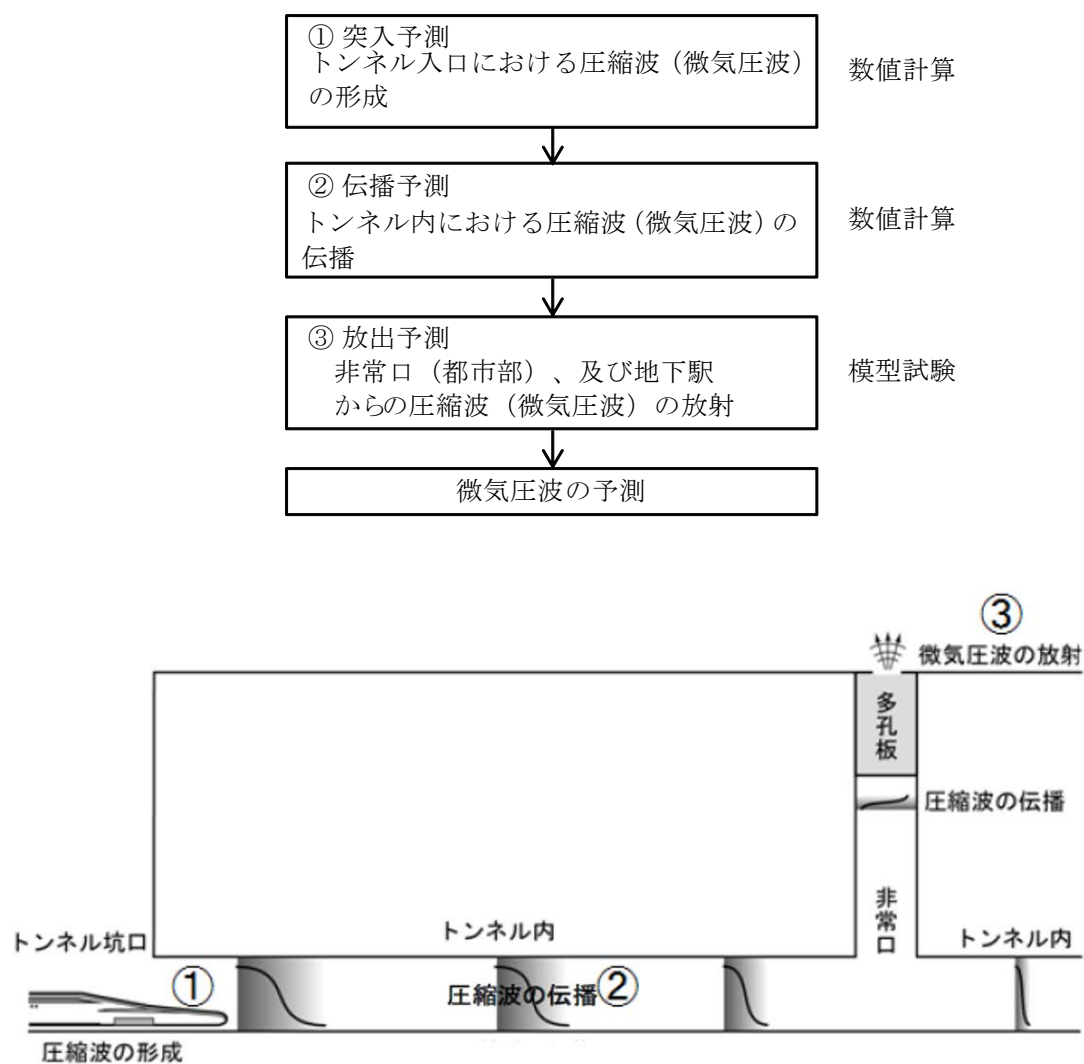 ① 突入予測
トンネル入口における圧縮波（微気圧波）
の形成
数値計算
② 伝播予測
トンネル内における圧縮波（微気圧波）の
伝播
数値計算
③ 放出予測
非常口（都市部）、及び地下駅
からの圧縮波（微気圧波）の放射
模型試験
微気圧波の予測
③
微気圧波の放射
多孔板
圧縮波の伝播
非常口
トンネル坑口
トンネル内
トンネル内
①
圧縮波の伝播②
圧縮波の形成